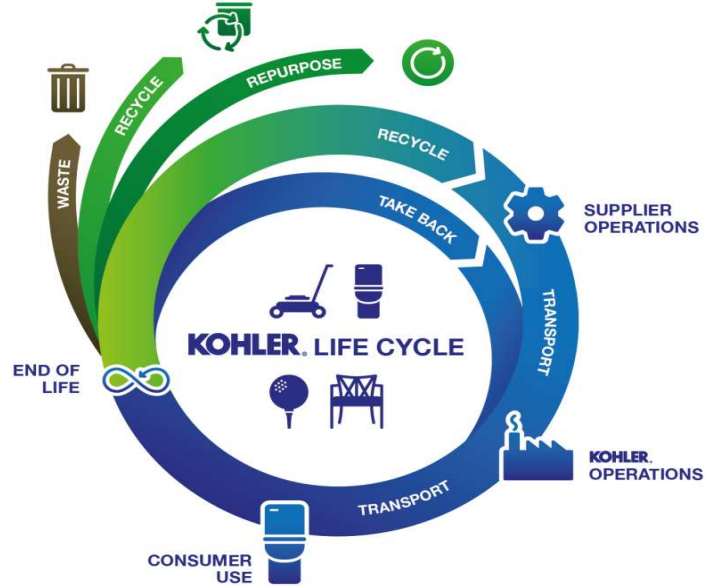 REPURPOSE
RECYCLE
WASTE
RECYCLE
TAKE BACK
SUPPLIER
OPERATIONS
TRANSPORT
KOHLER. LIFE CYCLE
END OF
LIFE
KOHLER.
OPERATIONS
TRANSPORT
CONSUMER
USE